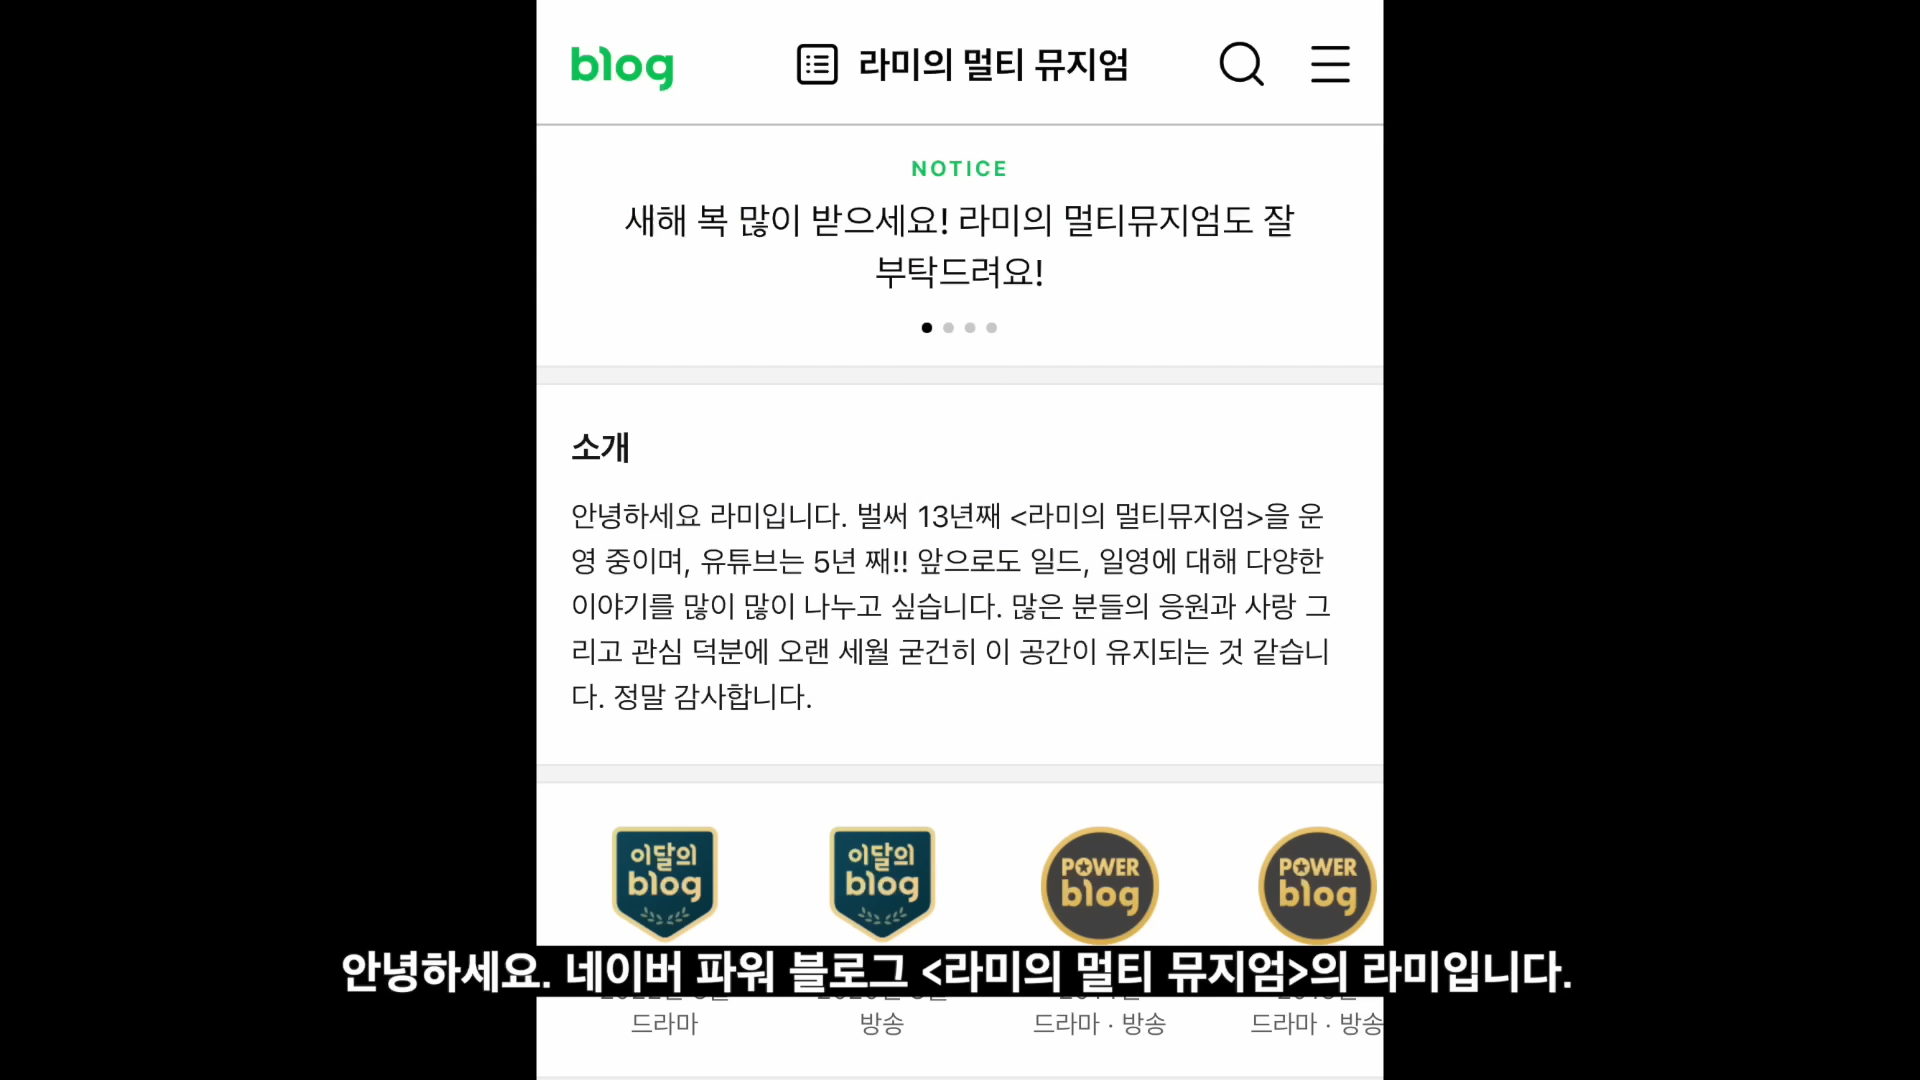 blog
라미의 멀티 뮤지엄
NOTICE
새해 복 많이 받으세요! 라미의 멀티뮤지엄도 잘
부탁드려요!
소개
안녕하세요 라미입니다. 벌써 13년째 <라미의 멀티뮤지엄>을 운
영 중이며, 유튜브는 5년 째!! 앞으로도 일드, 일영에 대해 다양한
이야기를 많이 많이 나누고 싶습니다. 많은 분들의 응원과 사랑 그
리고 관심 덕분에 오랜 세월 굳건히 이 공간이 유지되는 것 같습니
다. 정말 감사합니다.
이달의 blog
이달의 blog
POWER blog
POWER blog
안녕하세요. 네이버 파워 블로그 <라미의 멀티 뮤지엄>의 라미입니다.
드라마
방송
드라마 · 방송
드라마 · 방송